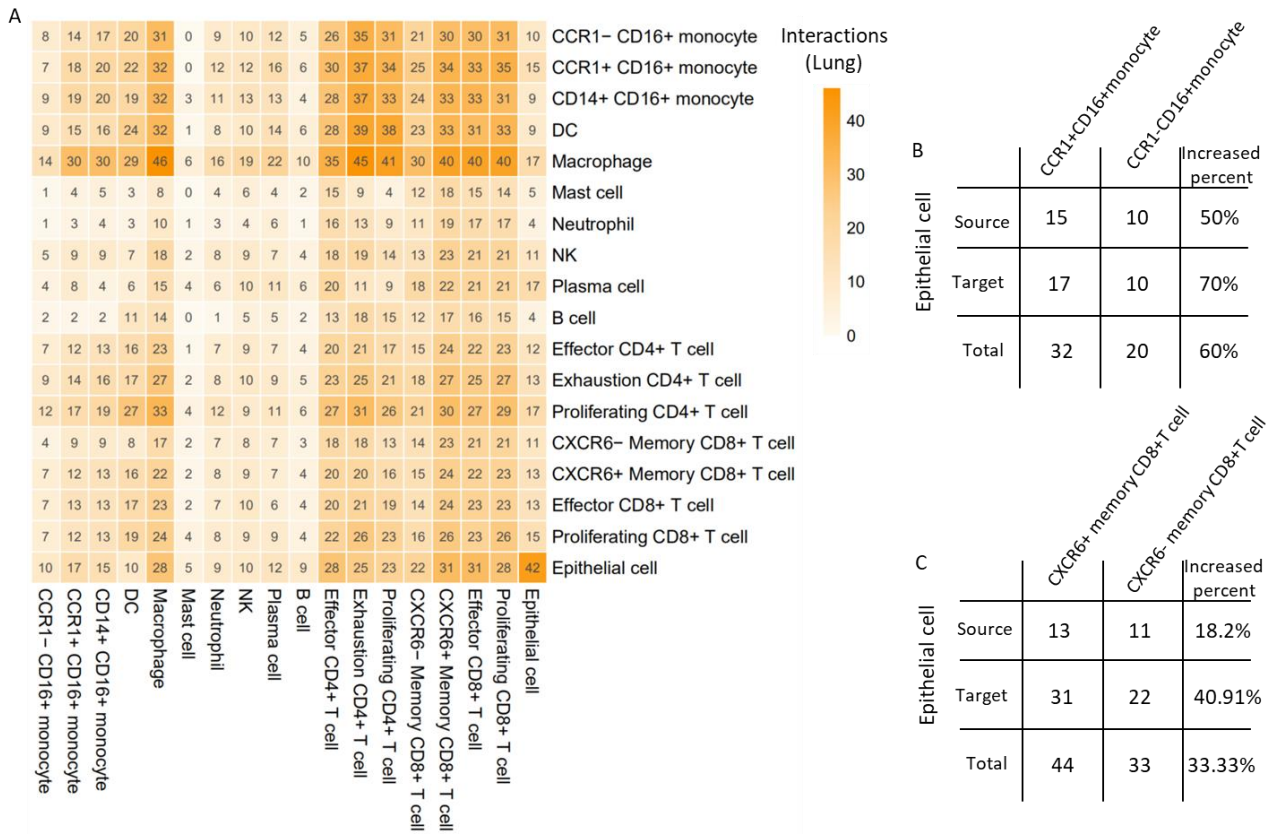 A
8 14 17 20 31 0 9 10 12 5 26 35 31 21 30 30 31 10 CCR1− CD16+ monocyte
7 18 20 22 32 0 12 12 16 6 30 37 34 25 34 33 35 15 CCR1+ CD16+ monocyte
9 19 20 19 32 3 11 13 13 4 28 37 33 24 33 33 31 9 CD14+ CD16+ monocyte
9 15 16 24 32 1 8 10 14 6 28 39 38 23 33 31 33 9 DC
14 30 30 29 46 6 16 19 22 10 35 45 41 30 40 40 40 17 Macrophage
1 4 5 3 8 0 4 6 4 2 15 9 4 12 18 15 14 5 Mast cell
1 3 4 3 10 1 3 4 6 1 16 13 9 11 19 17 17 4 Neutrophil
5 9 9 7 18 2 8 9 7 4 18 19 14 13 23 21 21 11 NK
4 8 4 6 15 4 6 10 11 6 20 11 9 18 22 21 21 17 Plasma cell
2 2 2 11 14 0 1 5 5 2 13 18 15 12 17 16 15 4 B cell
7 12 13 16 23 1 7 9 7 4 20 21 17 15 24 22 23 12 Effector CD4+ T cell
9 14 16 17 27 2 8 10 9 5 23 25 21 18 27 25 27 13 Exhaustion CD4+ T cell
12 17 19 27 33 4 12 9 11 6 27 31 26 21 30 27 29 17 Proliferating CD4+ T cell
4 9 9 8 17 2 7 8 7 3 18 18 13 14 23 21 21 11 CXCR6− Memory CD8+ T cell
7 12 13 16 22 2 8 9 7 4 20 20 16 15 24 22 23 13 CXCR6+ Memory CD8+ T cell
7 13 13 17 23 2 7 10 6 4 20 21 19 14 24 23 23 13 Effector CD8+ T cell
7 12 13 19 24 4 8 9 9 4 22 26 23 16 26 23 26 15 Proliferating CD8+ T cell
10 17 15 10 28 5 9 10 12 9 28 25 23 22 31 31 28 42 Epithelial cell
CCR1− CD16+ monocyte
CCR1+ CD16+ monocyte
CD14+ CD16+ monocyte
DC
Macrophage
Mast cell
Neutrophil
NK
Plasma cell
B cell
Effector CD4+ T cell
Exhaustion CD4+ T cell
Proliferating CD4+ T cell
CXCR6− Memory CD8+ T cell
CXCR6+ Memory CD8+ T cell
Effector CD8+ T cell
Proliferating CD8+ T cell
Epithelial cell
Interactions
(Lung)
40
30
20
10
0
B
CCR1+CD16+monocyte
CCR1-CD16+monocyte
Increased
percent
Epithelial cell
Source 15 10 50%
Target 17 10 70%
Total 32 20 60%
C
CXCR6+ memory CD8+T cell
CXCR6- memory CD8+T cell
Increased
percent
Epithelial cell
Source 13 11 18.2%
Target 31 22 40.91%
Total 44 33 33.33%